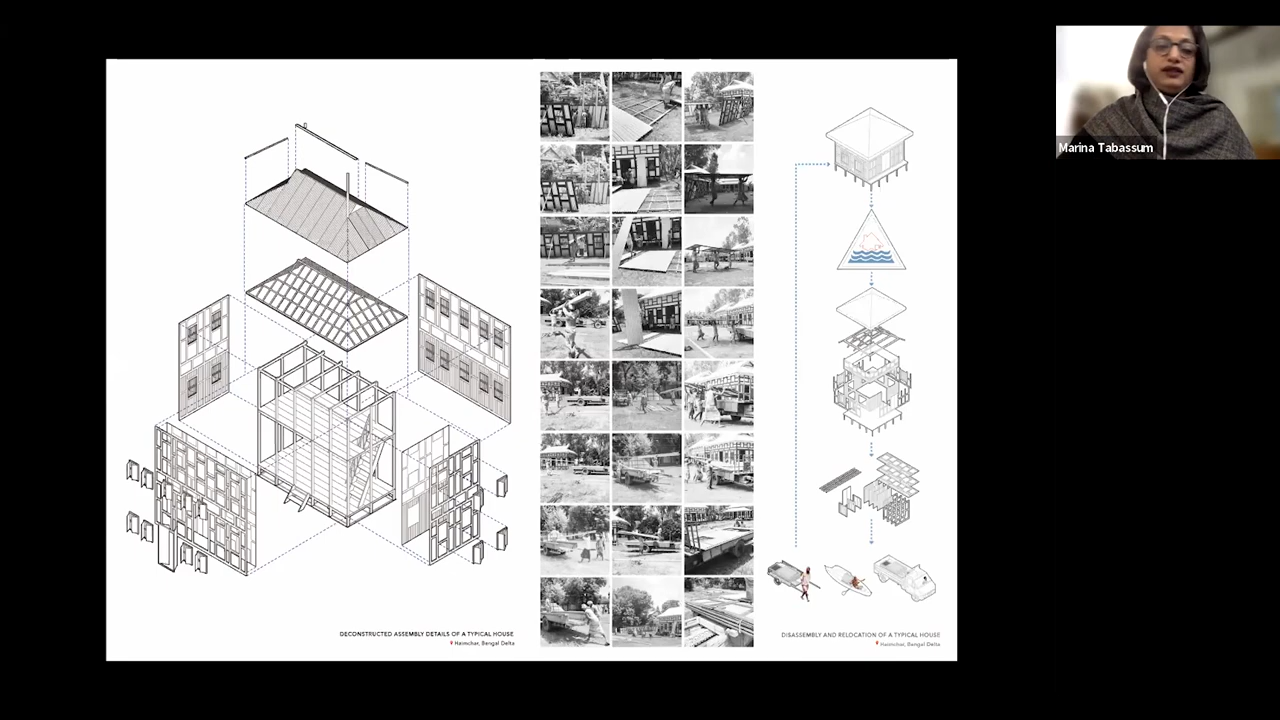 Marina Tabassum
DECONSTRUCTED ASSEMBLY DETAILS OF A TYPICAL HOUSE
Haimchar, Bengal Delta
DISASSEMBLY AND RELOCATION OF A TYPICAL HOUSE
Haimchar, Bengal Delta